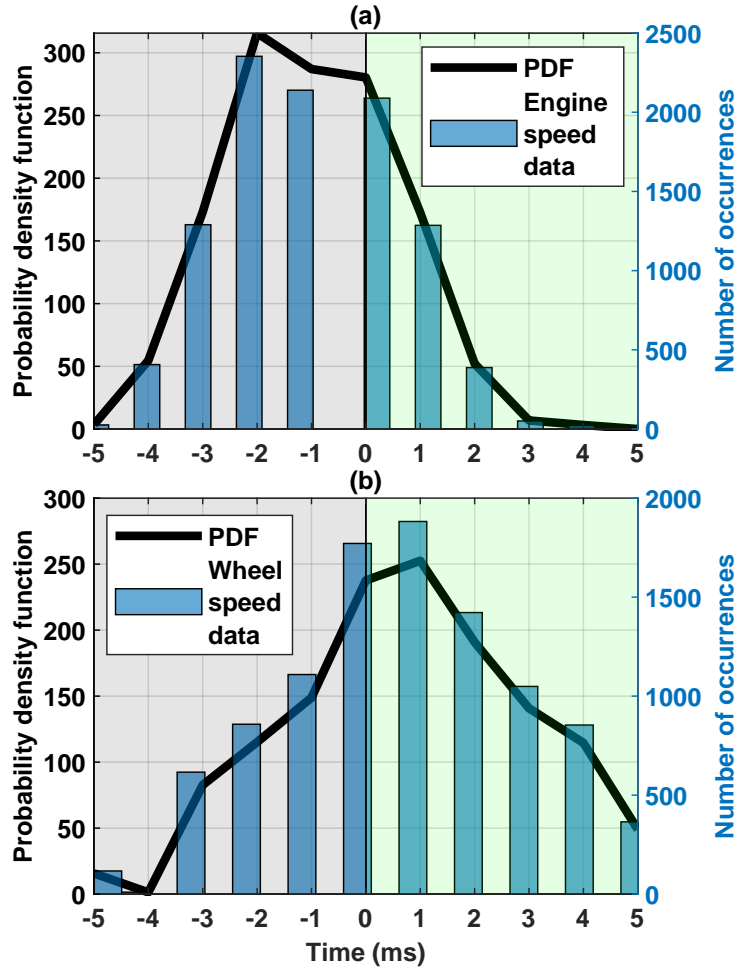 (a)
Probability density function
300
250
200
150
100
50
0
2500
2000
1500
1000
500
0
Number of occurrences
PDF
Engine
speed
data
-5 -4 -3 -2 -1 0 1 2 3 4 5
(b)
Probability density function
300
250
200
150
100
50
0
2000
1500
1000
500
0
Number of occurrences
PDF
Wheel
speed
data
-5 -4 -3 -2 -1 0 1 2 3 4 5
Time (ms)